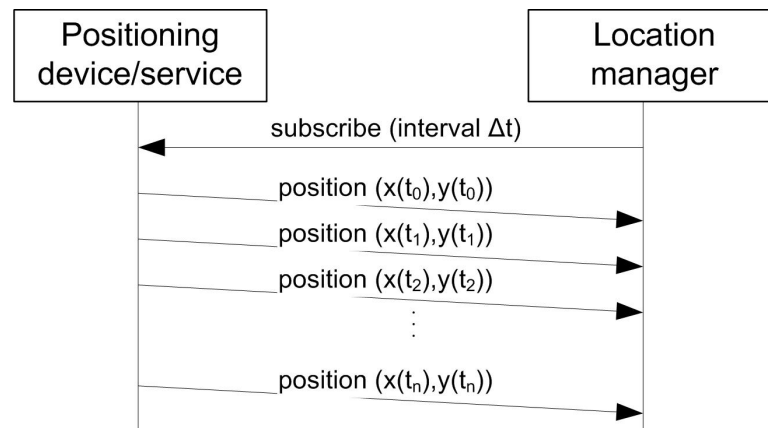 Positioning
device/service
Location
manager
subscribe (interval Δt)
position (x(t₀),y(t₀))
position (x(t₁),y(t₁))
position (x(t₂),y(t₂))
⋮
position (x(tₙ),y(tₙ))